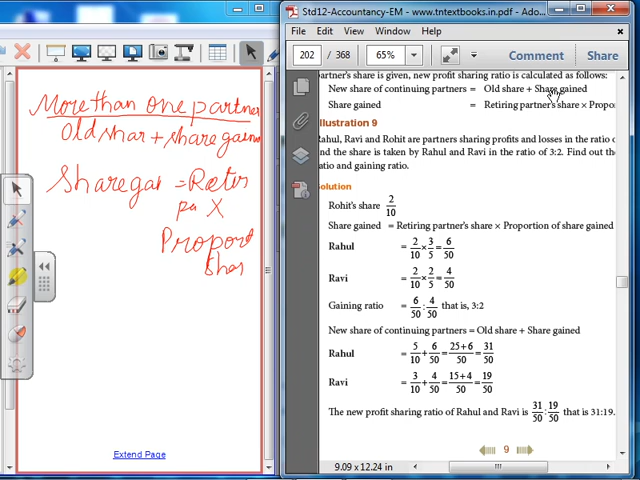 Std12-Accountancy-EM - www.tntextbooks.in.pdf - Ado...
File Edit View Window Help
202 / 368 65% Comment Share
More than one partner
Old shar + share gaine
Sharegai = Retir
pa X
Proport
Shar
Extend Page
partner's share is given, new profit sharing ratio is calculated as follows:
New share of continuing partners = Old share + Share gained
Share gained = Retiring partner's share × Propor
Illustration 9
Rahul, Ravi and Rohit are partners sharing profits and losses in the ratio o
and the share is taken by Rahul and Ravi in the ratio of 3:2. Find out the
ratio and gaining ratio.
Solution
Rohit's share 2/10
Share gained = Retiring partner's share × Proportion of share gained
Rahul = 2/10 × 3/5 = 6/50
Ravi = 2/10 × 2/5 = 4/50
Gaining ratio = 6/50 : 4/50 that is, 3:2
New share of continuing partners = Old share + Share gained
Rahul = 5/10 + 6/50 = 25+6/50 = 31/50
Ravi = 3/10 + 4/50 = 15+4/50 = 19/50
The new profit sharing ratio of Rahul and Ravi is 31/50 : 19/50 that is 31:19.
9
9.09 x 12.24 in